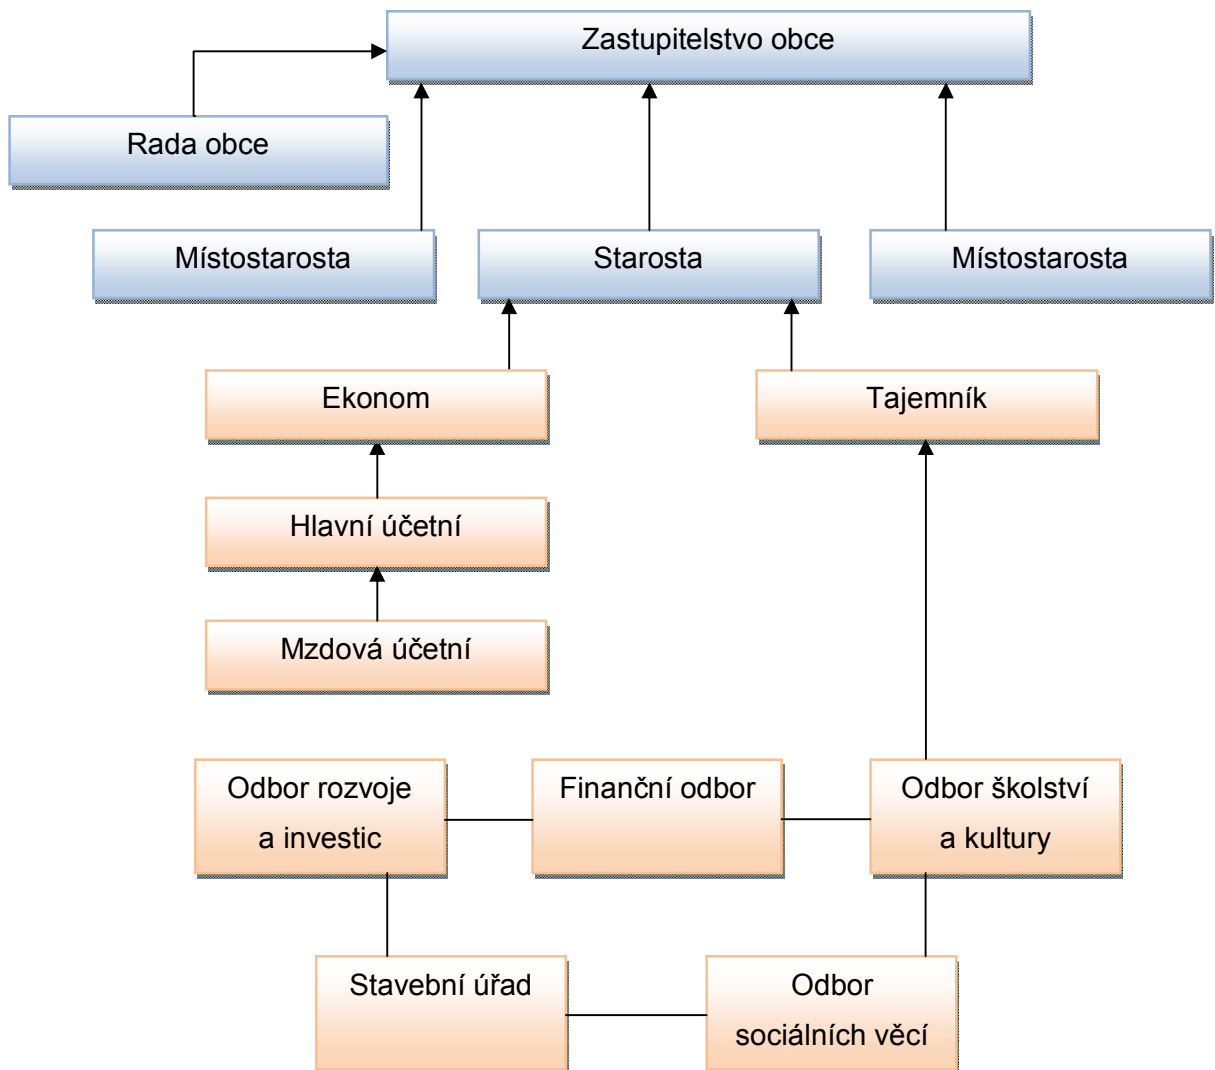 Zastupitelstvo obce
Rada obce
Místostarosta
Starosta
Místostarosta
Ekonom
Tajemník
Hlavní účetní
Mzdová účetní
Odbor rozvoje
a investic
Finanční odbor
Odbor školství
a kultury
Stavební úřad
Odbor
sociálních věcí